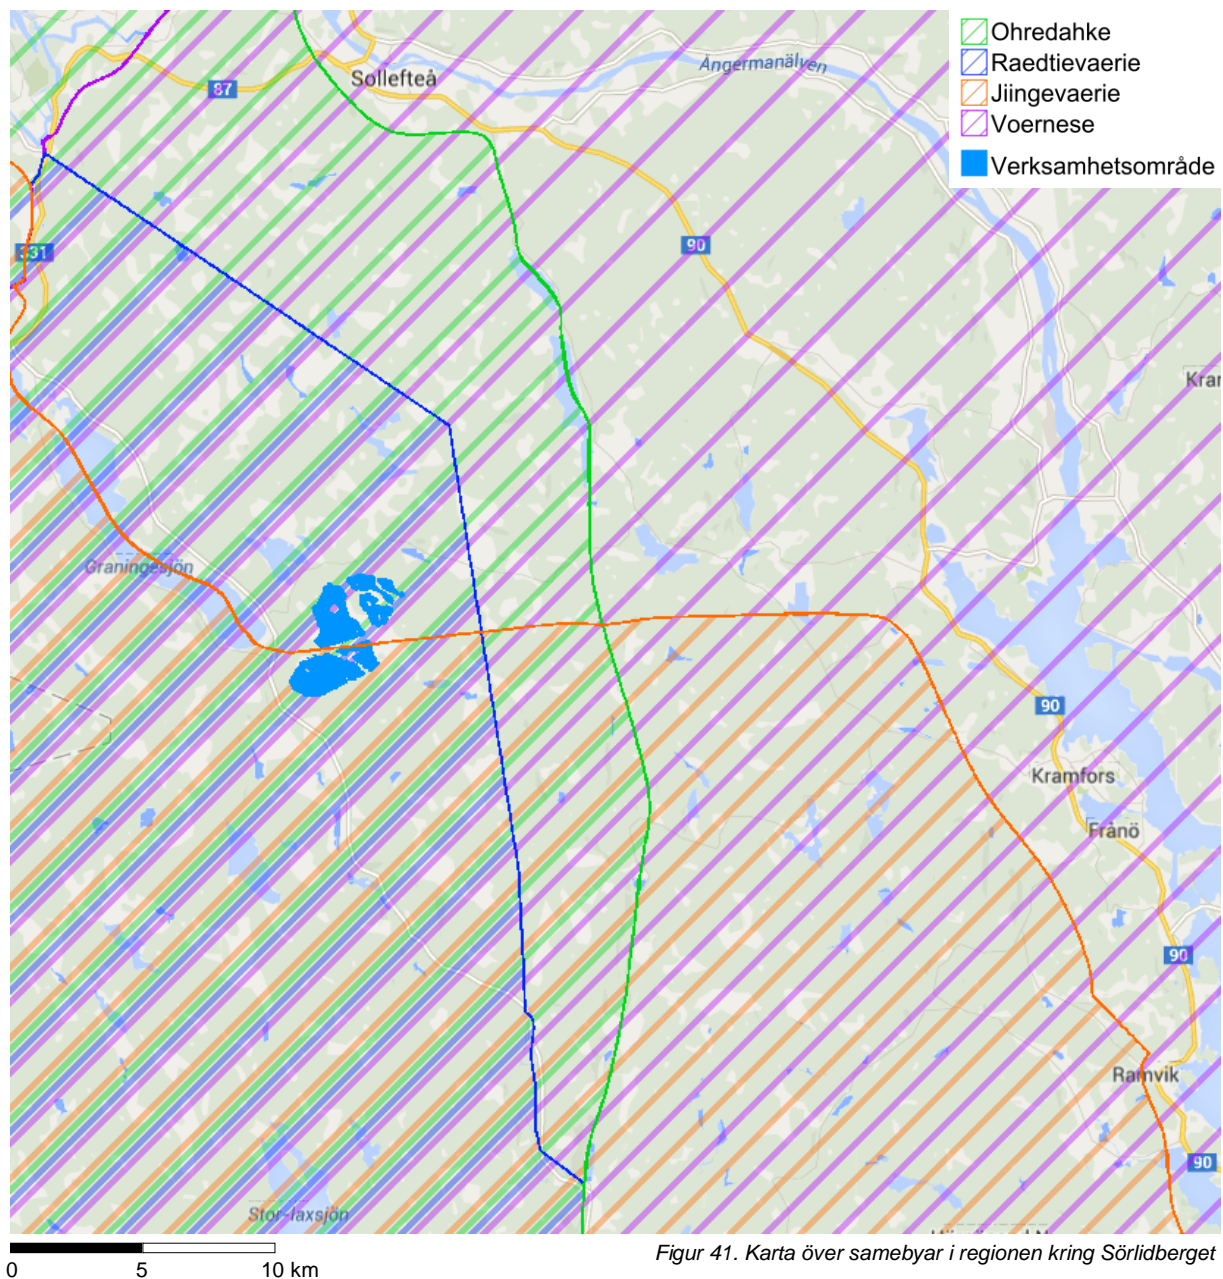 Ohredahke
Raedtievaerie
Jiingevaerie
Voernese
Verksamhetsområde
Ångermanälven
Sollefteå
87
90
331
Kra
Graningesjön
90
Kramfors
Frånö
90
Ramvik
90
Stor-laxsjön
Figur 41. Karta över samebyar i regionen kring Sörlidberget
0 5 10 km